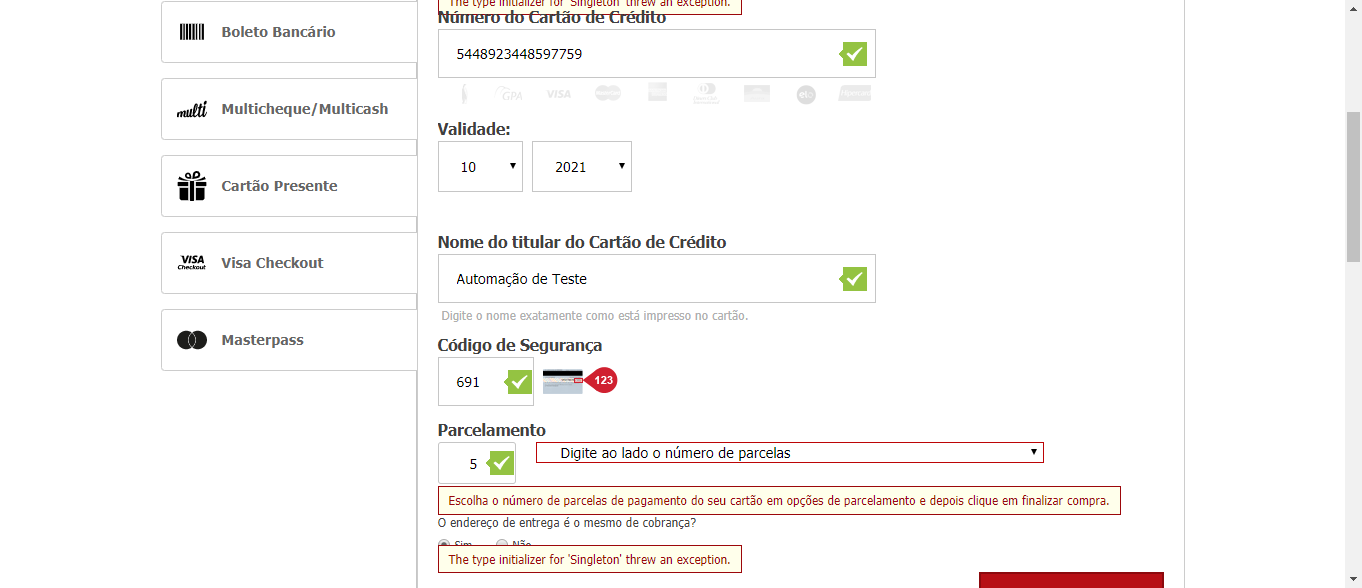 The type initializer for 'Singleton' threw an exception.
Número do Cartão de Crédito
Boleto Bancário
5448923448597759
GPA VISA elo
multi Multicheque/Multicash
Validade:
10 2021
Cartão Presente
Nome do titular do Cartão de Crédito
VISA Checkout Visa Checkout
Automação de Teste
Digite o nome exatamente como está impresso no cartão.
Masterpass
Código de Segurança
691 123
Parcelamento
5 Digite ao lado o número de parcelas
Escolha o número de parcelas de pagamento do seu cartão em opções de parcelamento e depois clique em finalizar compra.
O endereço de entrega é o mesmo de cobrança?
Sim Não
The type initializer for 'Singleton' threw an exception.